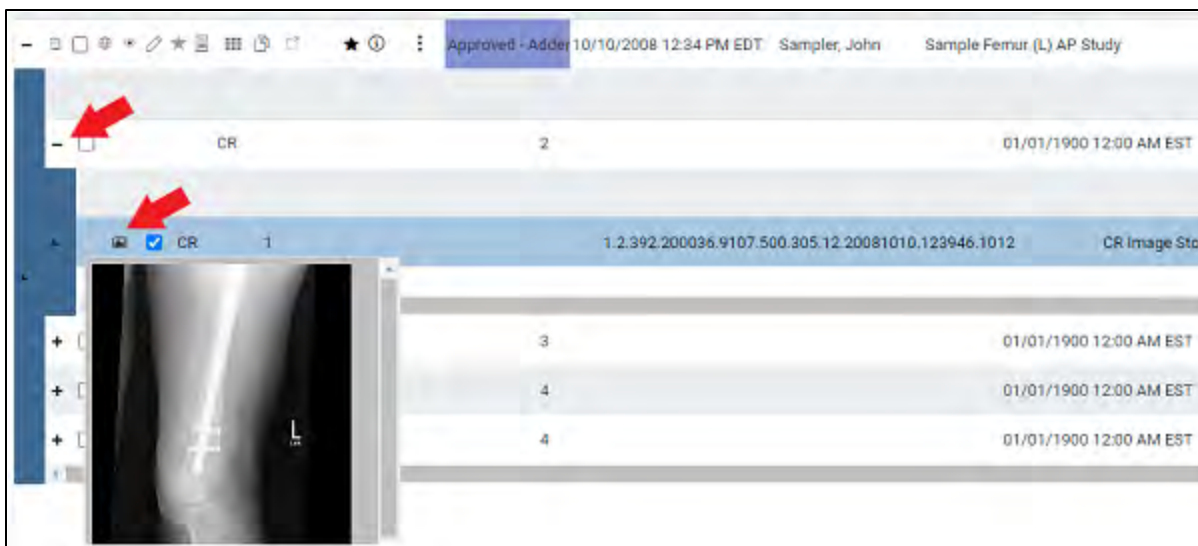 Approved - Adder 10/10/2008 12:34 PM EDT Sampler, John Sample Femur (L) AP Study
CR 2 01/01/1900 12:00 AM EST
CR 1 1.2.392.200036.9107.500.305.12.20081010.123946.1012 CR Image Sto
L
3 01/01/1900 12:00 AM EST
4 01/01/1900 12:00 AM EST
4 01/01/1900 12:00 AM EST